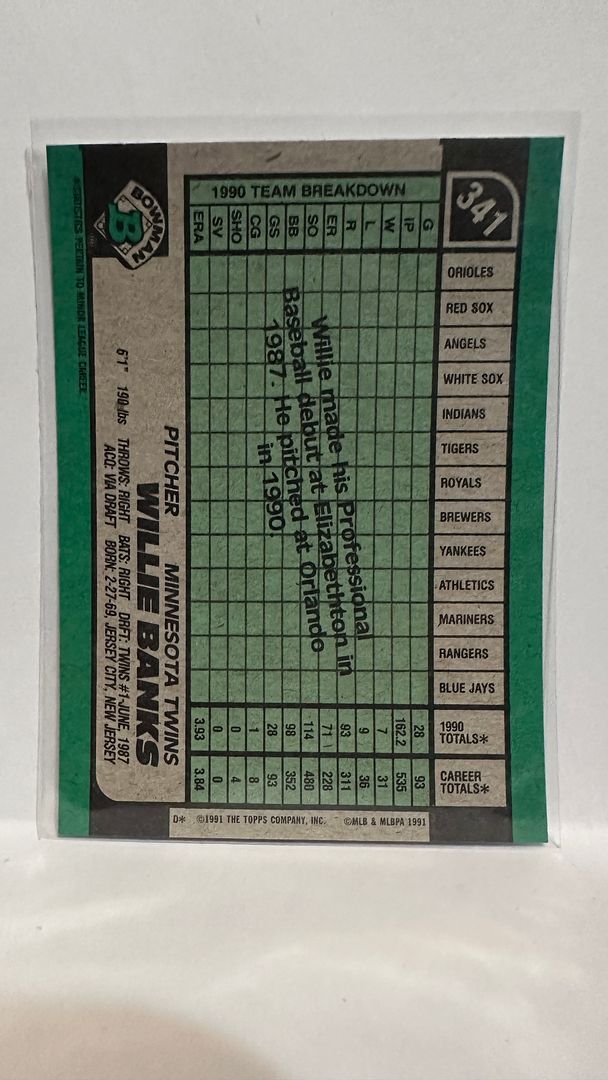 341
BOWMAN
B
PITCHER MINNESOTA TWINS
WILLIE BANKS
6'1" 190 lbs THROWS: RIGHT BATS: RIGHT DRFT: TWINS #1-JUNE, 1987
ACQ: VIA DRAFT BORN: 2-27-69, JERSEY CITY, NEW JERSEY
*STATISTICS PERTAIN TO MINOR LEAGUE CAREER
1990 TEAM BREAKDOWN
G IP W L R ER SO BB GS CG SHO SV ERA
ORIOLES
RED SOX
ANGELS
WHITE SOX
INDIANS
TIGERS
ROYALS
BREWERS
YANKEES
ATHLETICS
MARINERS
RANGERS
BLUE JAYS
1990 TOTALS* 28 162.2 7 9 93 71 114 98 28 1 0 0 3.93
CAREER TOTALS* 93 535 31 36 311 228 480 352 93 8 4 0 3.84
Willie made his Professional
Baseball debut at Elizabethton in
1987. He pitched at Orlando
in 1990.
D* ©1991 THE TOPPS COMPANY, INC. ©MLB & MLBPA 1991